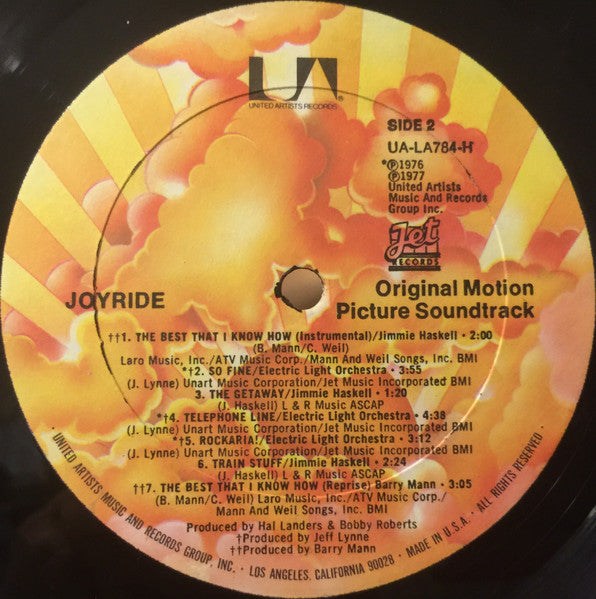 UA
UNITED ARTISTS RECORDS ®
SIDE 2
UA-LA784-H
*℗1976
℗1977
United Artists
Music And Records
Group Inc.
Jet
RECORDS
JOYRIDE
Original Motion
Picture Soundtrack
††1. THE BEST THAT I KNOW HOW (Instrumental)/Jimmie Haskell • 2:00
(B. Mann/C. Weil)
Laro Music, Inc./ATV Music Corp./Mann And Weil Songs, Inc. BMI
*†2. SO FINE/Electric Light Orchestra • 3:55
(J. Lynne) Unart Music Corporation/Jet Music Incorporated BMI
3. THE GETAWAY/Jimmie Haskell • 1:20
(J. Haskell) L & R Music ASCAP
*†4. TELEPHONE LINE/Electric Light Orchestra • 4:38
(J. Lynne) Unart Music Corporation/Jet Music Incorporated BMI
*†5. ROCKARIA!/Electric Light Orchestra • 3:12
(J. Lynne) Unart Music Corporation/Jet Music Incorporated BMI
6. TRAIN STUFF/Jimmie Haskell • 2:24
(J. Haskell) L & R Music ASCAP
††7. THE BEST THAT I KNOW HOW (Reprise) Barry Mann • 3:05
(B. Mann/C. Weil) Laro Music, Inc./ATV Music Corp./
Mann And Weil Songs, Inc. BMI
Produced by Hal Landers & Bobby Roberts
†Produced by Jeff Lynne
††Produced by Barry Mann
• UNITED ARTISTS MUSIC AND RECORDS GROUP, INC. • LOS ANGELES, CALIFORNIA 90028 • MADE IN U.S.A. • ALL RIGHTS RESERVED •